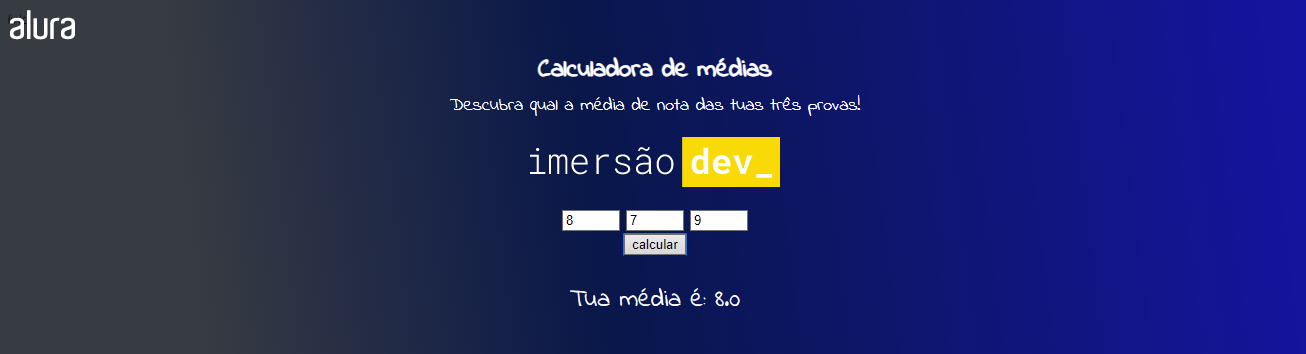 alura
Calculadora de médias
Descubra qual a média de nota das tuas três provas!
imersão dev_
8 7 9
calcular
Tua média é: 8.0